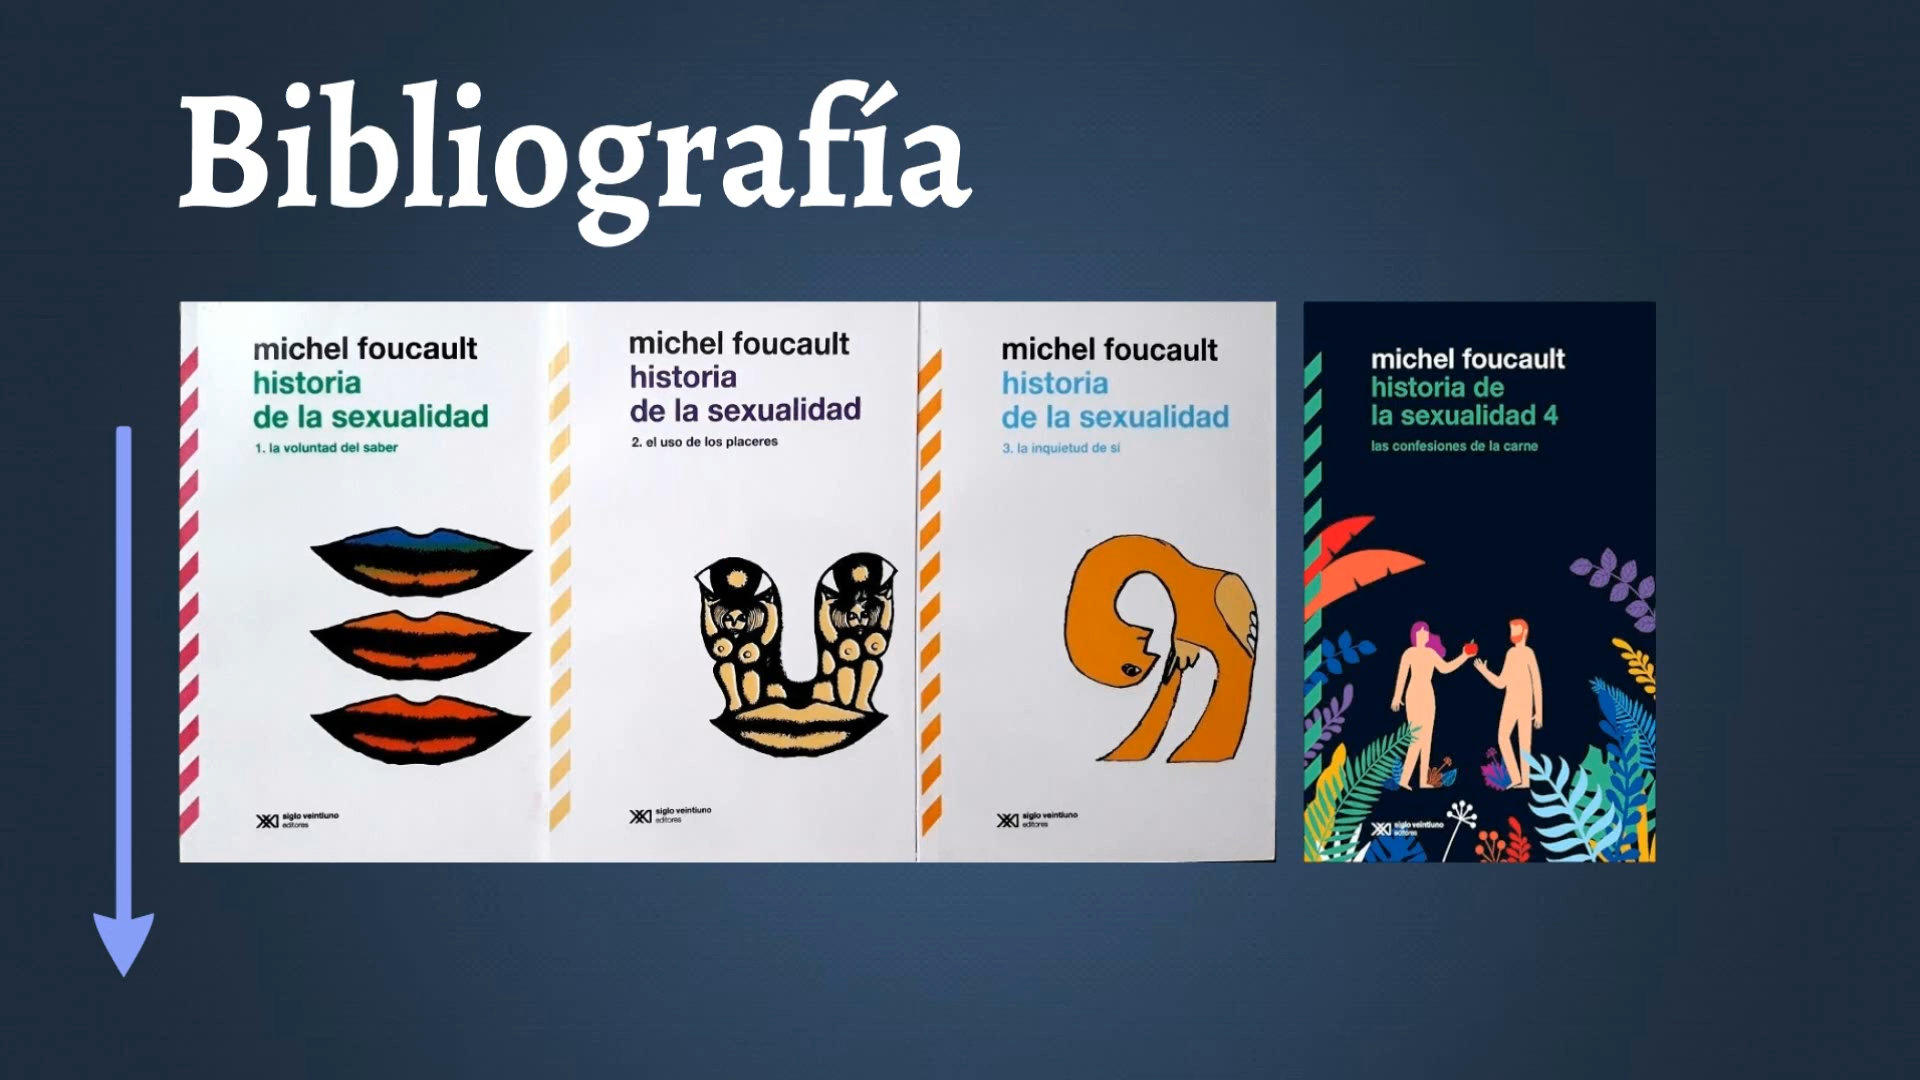 Bibliografía
michel foucault
historia
de la sexualidad
1. la voluntad del saber
siglo veintiuno
editores
michel foucault
historia
de la sexualidad
2. el uso de los placeres
siglo veintiuno
editores
michel foucault
historia
de la sexualidad
3. la inquietud de sí
siglo veintiuno
editores
michel foucault
historia de
la sexualidad 4
las confesiones de la carne
siglo veintiuno
editores